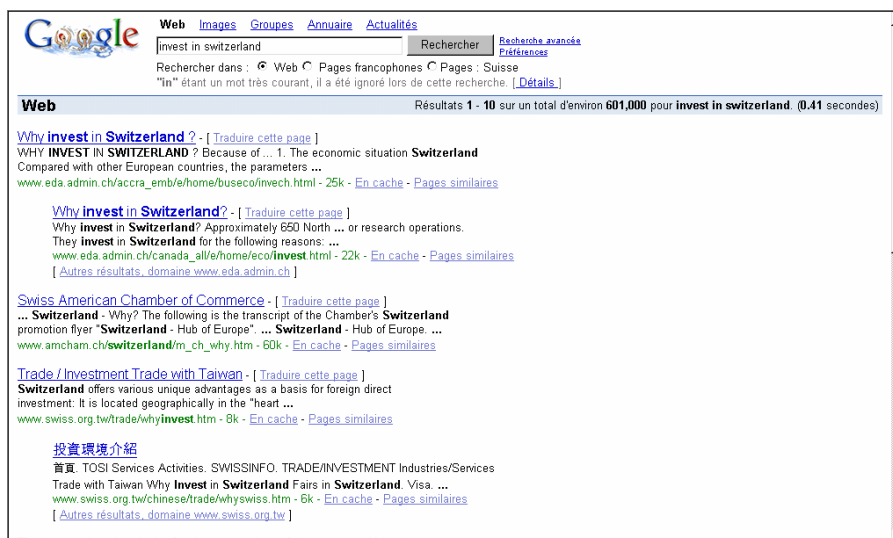 Google
Web Images Groupes Annuaire Actualités
invest in switzerland Rechercher Recherche avancée
Préférences
Rechercher dans : Web Pages francophones Pages : Suisse
"in" étant un mot très courant, il a été ignoré lors de cette recherche. [ Détails ]
Web Résultats 1 - 10 sur un total d'environ 601,000 pour invest in switzerland. (0.41 secondes)
Why invest in Switzerland ? - [ Traduire cette page ]
WHY INVEST IN SWITZERLAND ? Because of ... 1. The economic situation Switzerland
Compared with other European countries, the parameters ...
www.eda.admin.ch/accra_emb/e/home/buseco/invech.html - 25k - En cache - Pages similaires
Why invest in Switzerland? - [ Traduire cette page ]
Why invest in Switzerland? Approximately 650 North ... or research operations.
They invest in Switzerland for the following reasons: ...
www.eda.admin.ch/canada_all/e/home/eco/invest.html - 22k - En cache - Pages similaires
[ Autres résultats, domaine www.eda.admin.ch ]
Swiss American Chamber of Commerce - [ Traduire cette page ]
... Switzerland - Why? The following is the transcript of the Chamber's Switzerland
promotion flyer "Switzerland - Hub of Europe". ... Switzerland - Hub of Europe. ...
www.amcham.ch/switzerland/m_ch_why.htm - 60k - En cache - Pages similaires
Trade / Investment Trade with Taiwan - [ Traduire cette page ]
Switzerland offers various unique advantages as a basis for foreign direct
investment: It is located geographically in the "heart ...
www.swiss.org.tw/trade/whyinvest.htm - 8k - En cache - Pages similaires
投資環境介紹
首頁. TOSI Services Activities. SWISSINFO. TRADE/INVESTMENT Industries/Services
Trade with Taiwan Why Invest in Switzerland Fairs in Switzerland. Visa. ...
www.swiss.org.tw/chinese/trade/whyswiss.htm - 6k - En cache - Pages similaires
[ Autres résultats, domaine www.swiss.org.tw ]